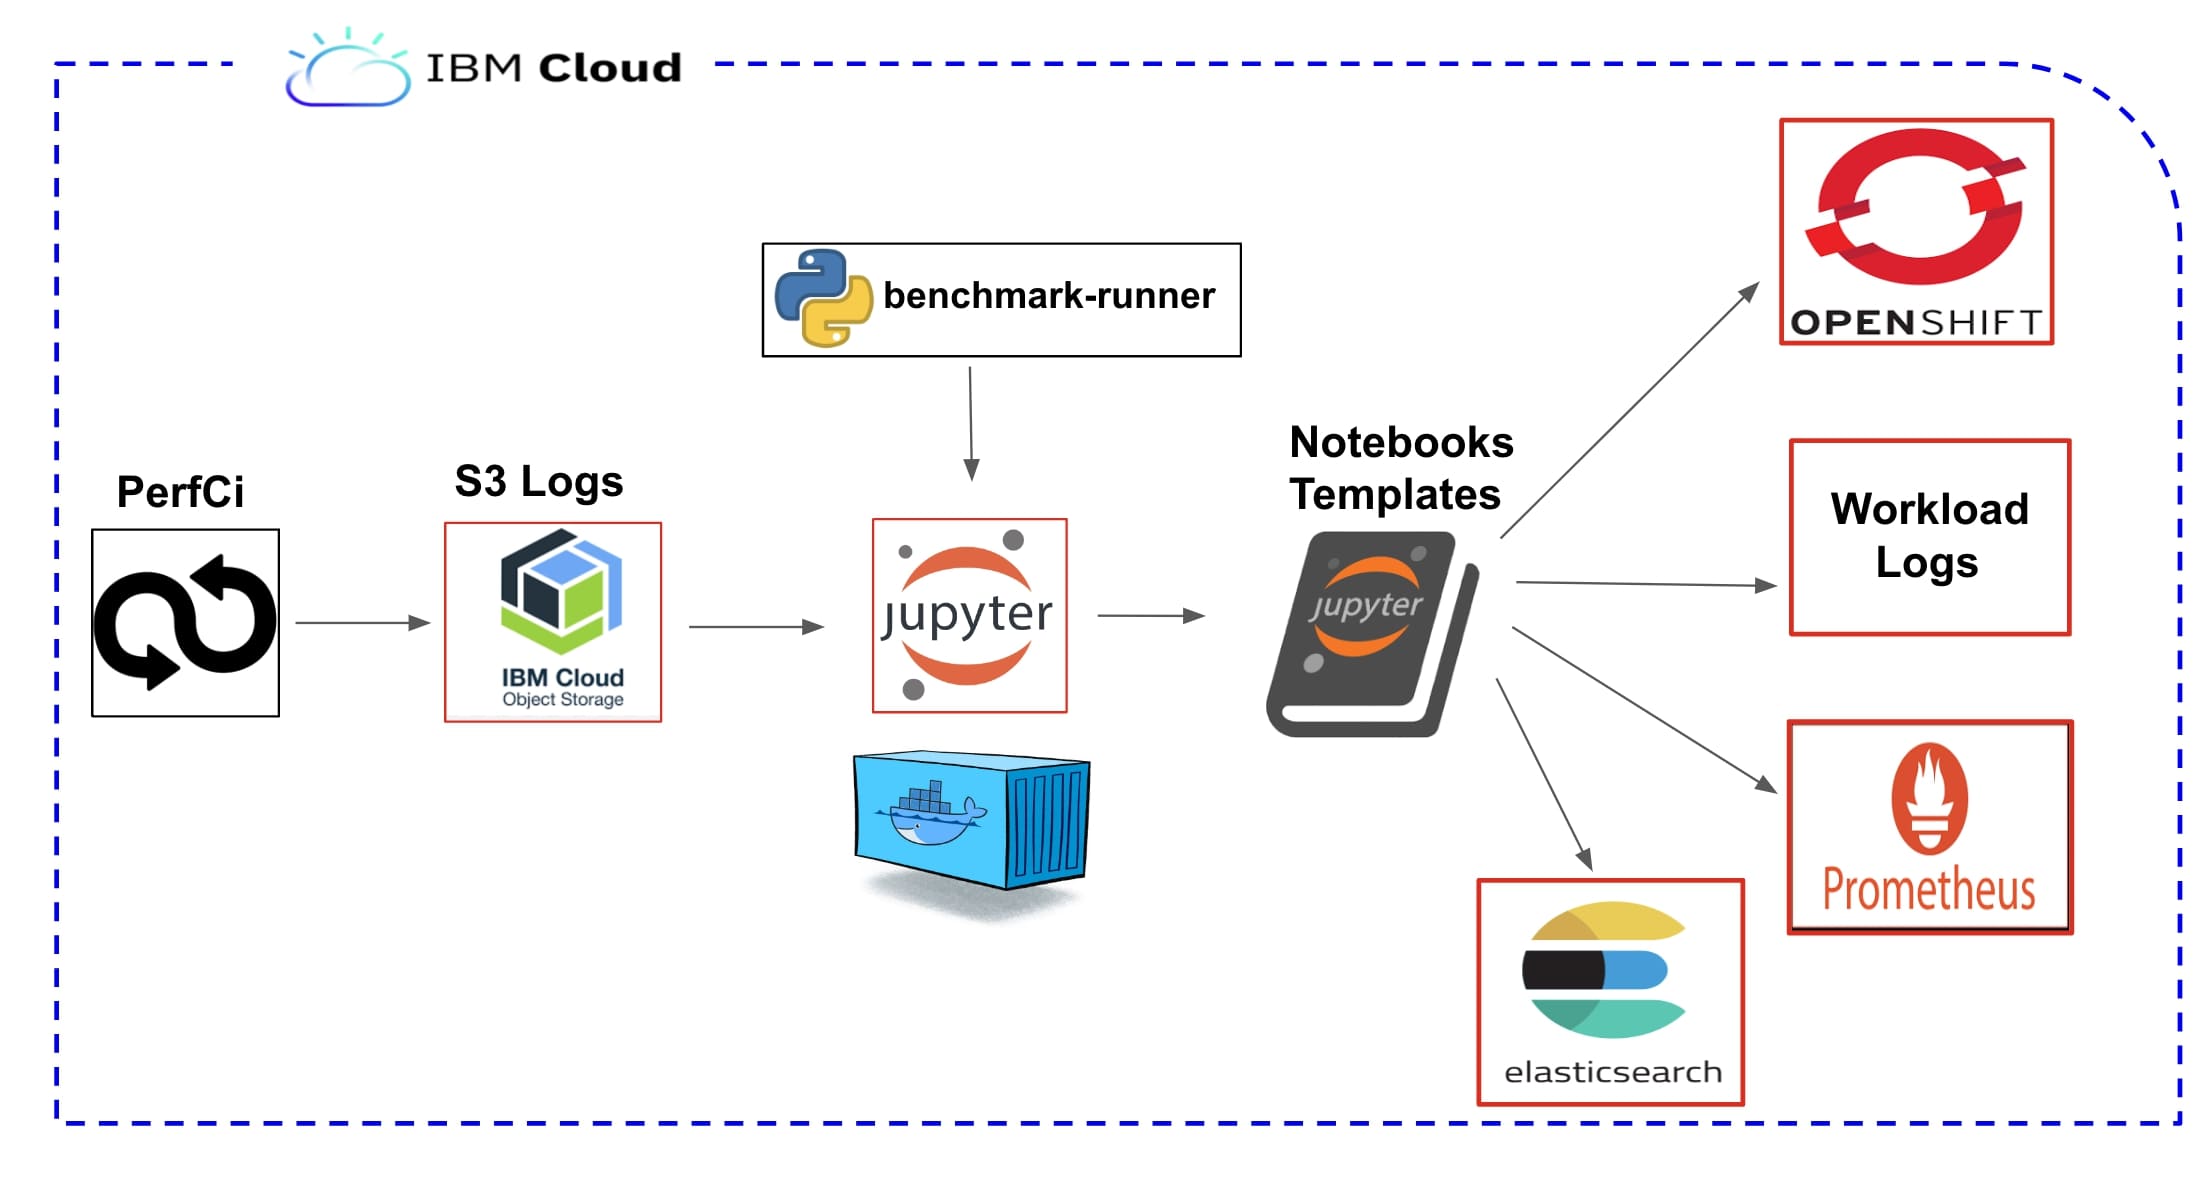 IBM Cloud
benchmark-runner
OPENSHIFT
PerfCi
S3 Logs
IBM Cloud
Object Storage
jupyter
Notebooks
Templates
jupyter
Workload
Logs
Prometheus
elasticsearch